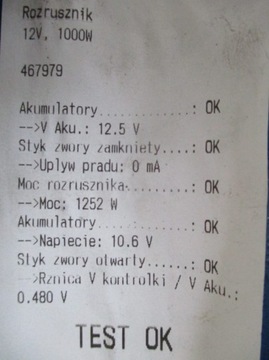 Rozrusznik
12V, 1000W
467979
Akumulatory..............: OK
-->V Aku.: 12.5 V
Styk zwory zamkniety.....: OK
-->Uplyw pradu: 0 mA
Moc rozrusznika..........: OK
-->Moc: 1252 W
Akumulatory..............: OK
-->Napiecie: 10.6 V
Styk zwory otwarty.......: OK
-->Rznica V kontrolki / V Aku.:
0.480 V
TEST OK